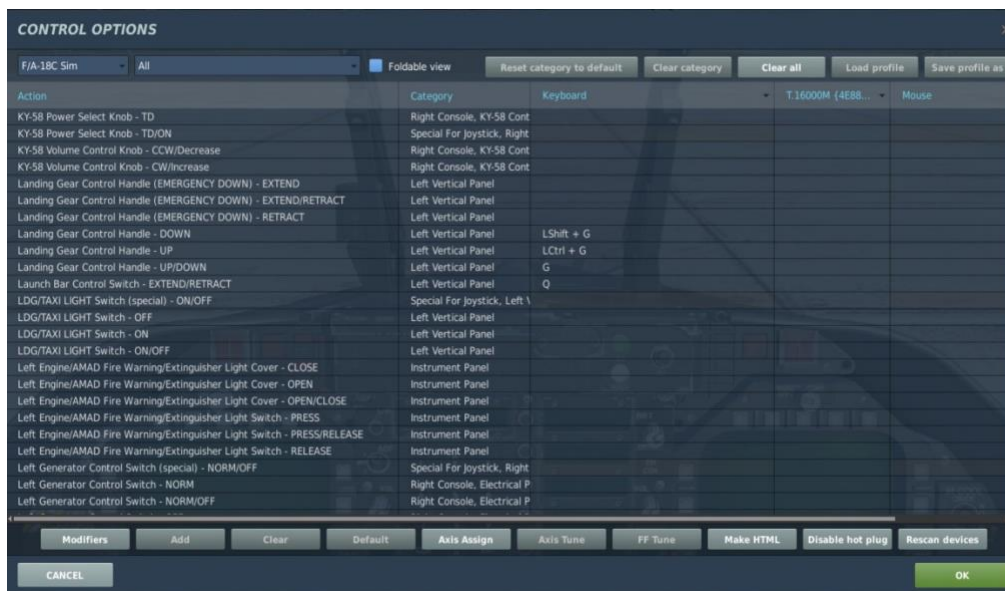 CONTROL OPTIONS
F/A-18C Sim All Foldable view Reset category to default Clear category Clear all Load profile Save profile as
Action Category Keyboard T.16000M {4E88... Mouse
KY-58 Power Select Knob - TD Right Console, KY-58 Cont
KY-58 Power Select Knob - TD/ON Special For Joystick, Right
KY-58 Volume Control Knob - CCW/Decrease Right Console, KY-58 Cont
KY-58 Volume Control Knob - CW/Increase Right Console, KY-58 Cont
Landing Gear Control Handle (EMERGENCY DOWN) - EXTEND Left Vertical Panel
Landing Gear Control Handle (EMERGENCY DOWN) - EXTEND/RETRACT Left Vertical Panel
Landing Gear Control Handle (EMERGENCY DOWN) - RETRACT Left Vertical Panel
Landing Gear Control Handle - DOWN Left Vertical Panel LShift + G
Landing Gear Control Handle - UP Left Vertical Panel LCtrl + G
Landing Gear Control Handle - UP/DOWN Left Vertical Panel G
Launch Bar Control Switch - EXTEND/RETRACT Left Vertical Panel Q
LDG/TAXI LIGHT Switch (special) - ON/OFF Special For Joystick, Left
LDG/TAXI LIGHT Switch - OFF Left Vertical Panel
LDG/TAXI LIGHT Switch - ON Left Vertical Panel
LDG/TAXI LIGHT Switch - ON/OFF Left Vertical Panel
Left Engine/AMAD Fire Warning/Extinguisher Light Cover - CLOSE Instrument Panel
Left Engine/AMAD Fire Warning/Extinguisher Light Cover - OPEN Instrument Panel
Left Engine/AMAD Fire Warning/Extinguisher Light Cover - OPEN/CLOSE Instrument Panel
Left Engine/AMAD Fire Warning/Extinguisher Light Switch - PRESS Instrument Panel
Left Engine/AMAD Fire Warning/Extinguisher Light Switch - PRESS/RELEASE Instrument Panel
Left Engine/AMAD Fire Warning/Extinguisher Light Switch - RELEASE Instrument Panel
Left Generator Control Switch (special) - NORM/OFF Special For Joystick, Right
Left Generator Control Switch - NORM Right Console, Electrical P
Left Generator Control Switch - NORM/OFF Right Console, Electrical P
Modifiers Add Clear Default Axis Assign Axis Tune FF Tune Make HTML Disable hot plug Rescan devices
CANCEL OK